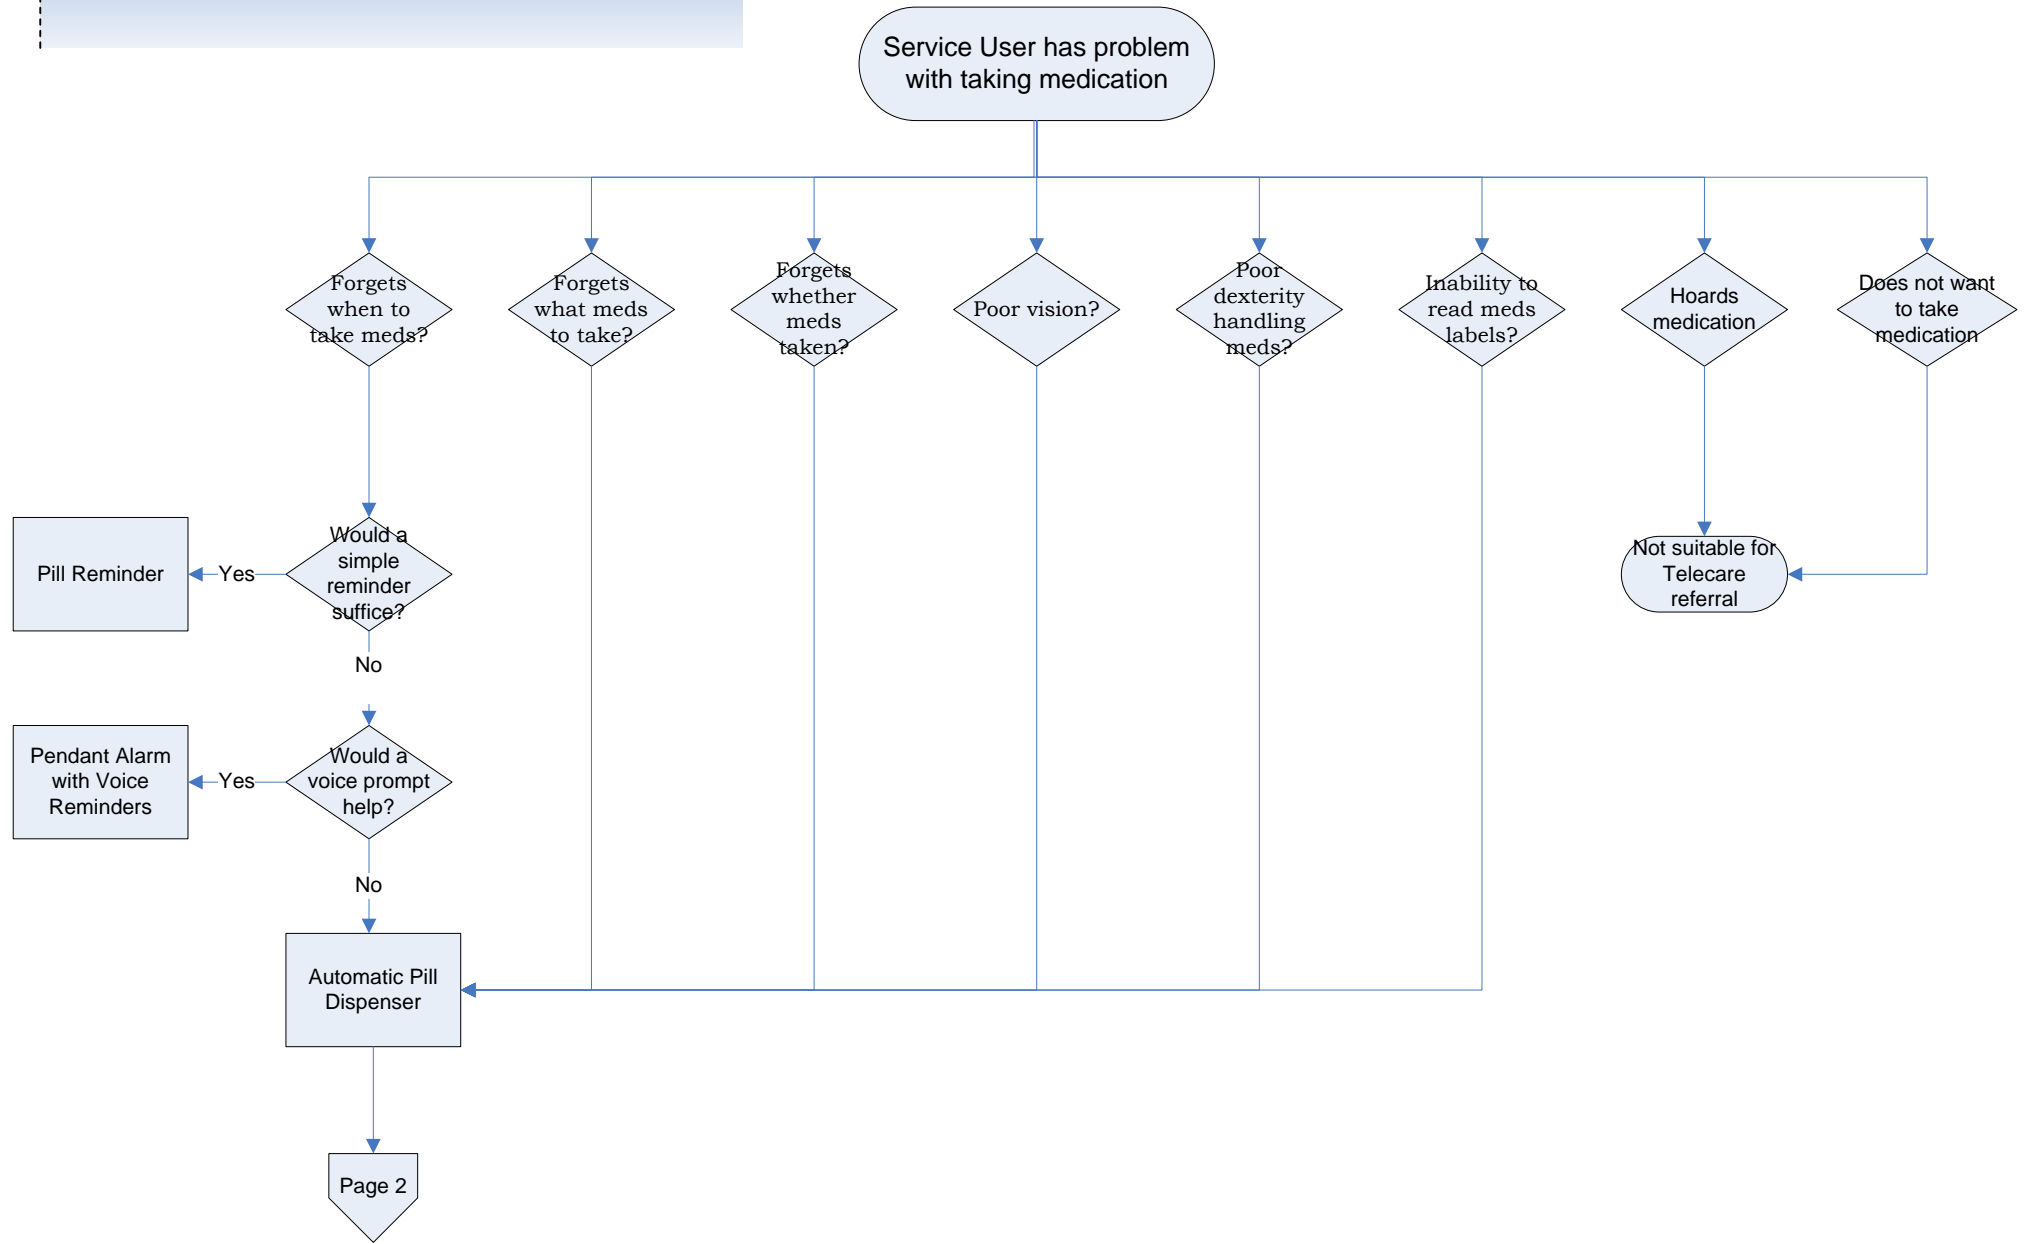 Service User has problem
with taking medication
Forgets
when to
take meds?
Forgets
what meds
to take?
Forgets
whether
meds
taken?
Poor vision?
Poor
dexterity
handling
meds?
Inability to
read meds
labels?
Hoards
medication
Does not want
to take
medication
Pill Reminder
Yes
Would a
simple
reminder
suffice?
Not suitable for
Telecare
referral
No
Pendant Alarm
with Voice
Reminders
Yes
Would a
voice prompt
help?
No
Automatic Pill
Dispenser
Page 2